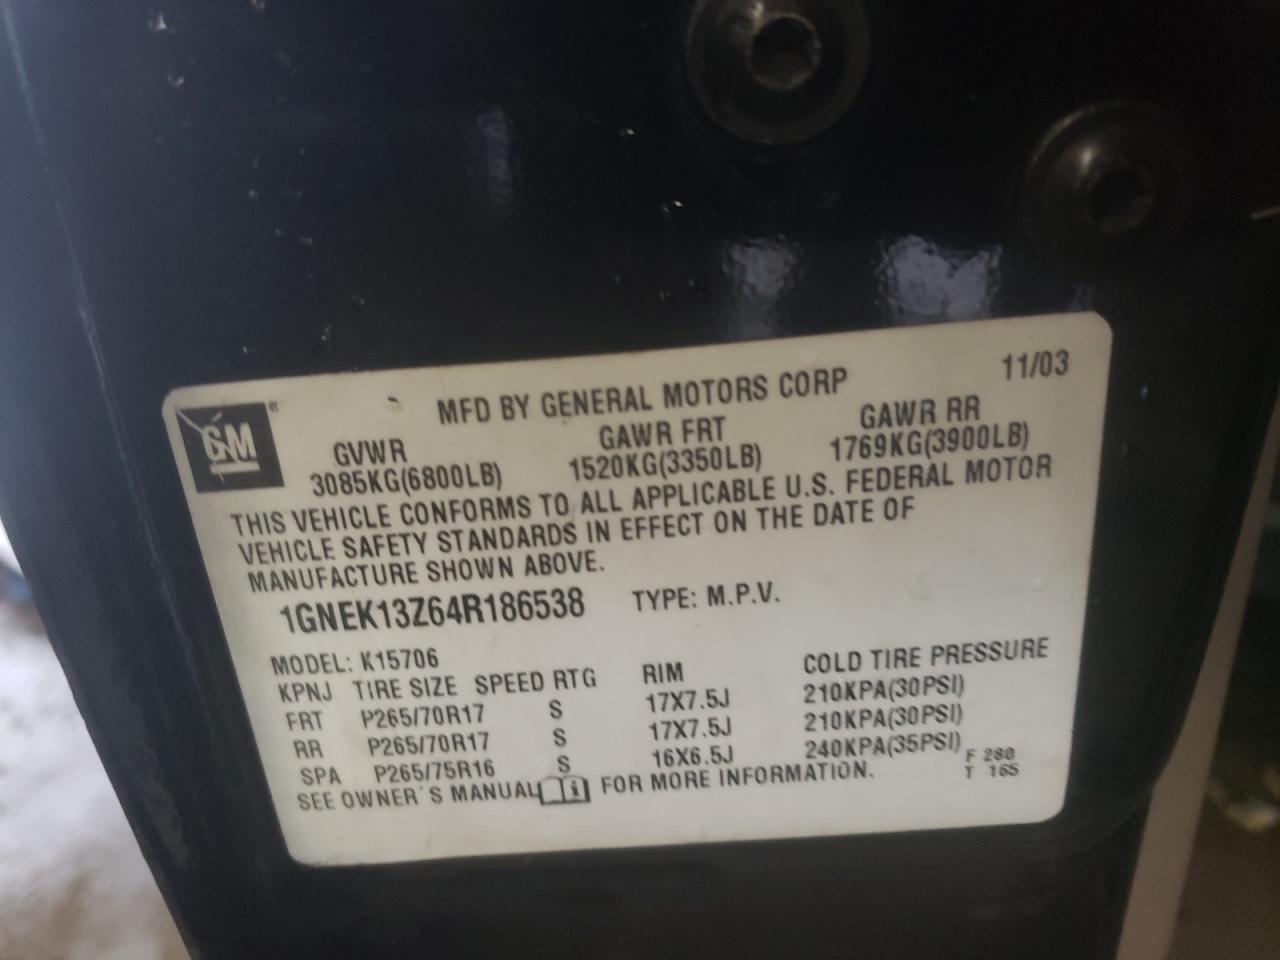 MFD BY GENERAL MOTORS CORP 11/03
GM
GVWR GAWR FRT GAWR RR
3085KG(6800LB) 1520KG(3350LB) 1769KG(3900LB)
THIS VEHICLE CONFORMS TO ALL APPLICABLE U.S. FEDERAL MOTOR
VEHICLE SAFETY STANDARDS IN EFFECT ON THE DATE OF
MANUFACTURE SHOWN ABOVE.
1GNEK13Z64R186538 TYPE: M.P.V.
MODEL: K15706
KPNJ TIRE SIZE SPEED RTG RIM COLD TIRE PRESSURE
FRT P265/70R17 S 17X7.5J 210KPA(30PSI)
RR P265/70R17 S 17X7.5J 210KPA(30PSI)
SPA P265/75R16 S 16X6.5J 240KPA(35PSI)
SEE OWNER'S MANUAL i FOR MORE INFORMATION.
F 280
T 165